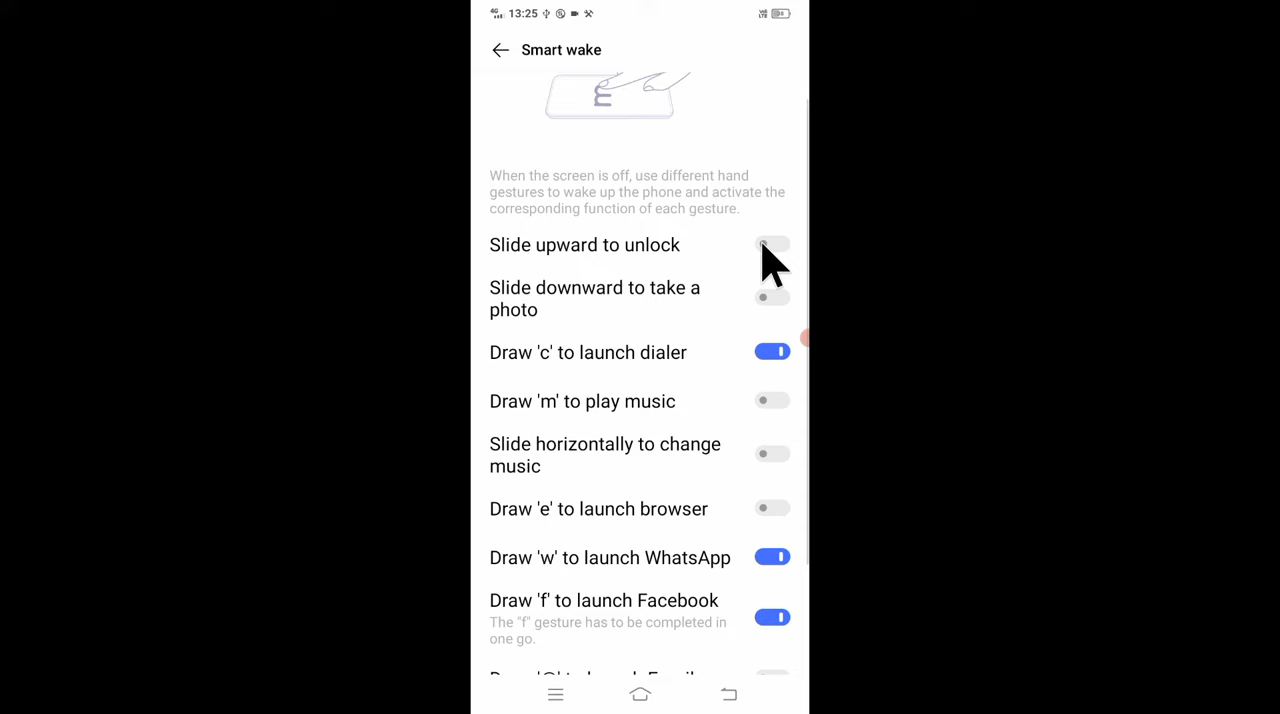 4G 13:25 VoI LTE
Smart wake
m
When the screen is off, use different hand
gestures to wake up the phone and activate the
corresponding function of each gesture.
Slide upward to unlock
Slide downward to take a
photo
Draw 'c' to launch dialer
Draw 'm' to play music
Slide horizontally to change
music
Draw 'e' to launch browser
Draw 'w' to launch WhatsApp
Draw 'f' to launch Facebook
The "f" gesture has to be completed in
one go.